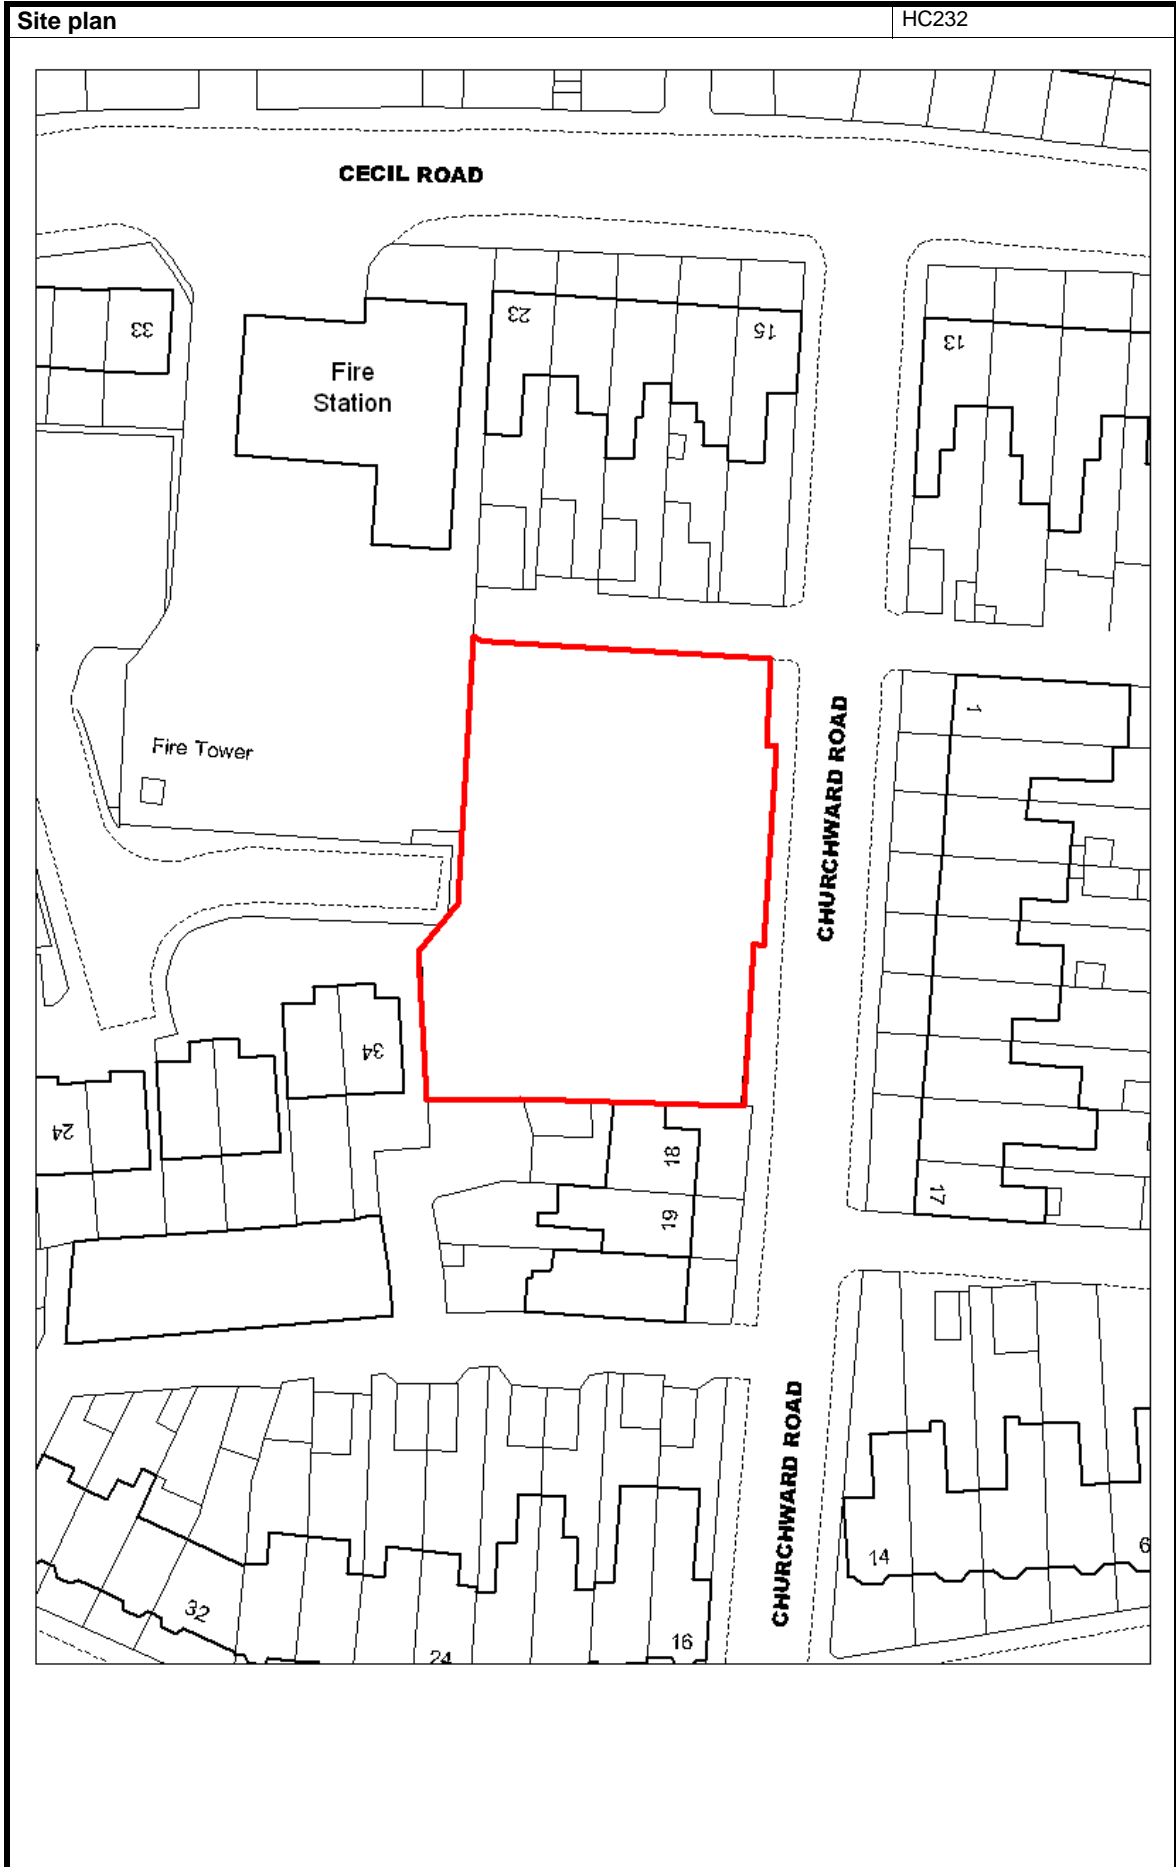 Site plan
HC232
CECIL ROAD
33
23
15
13
Fire
Station
1
CHURCHWARD ROAD
Fire Tower
34
24
18
17
19
CHURCHWARD ROAD
14
6
32
16
24